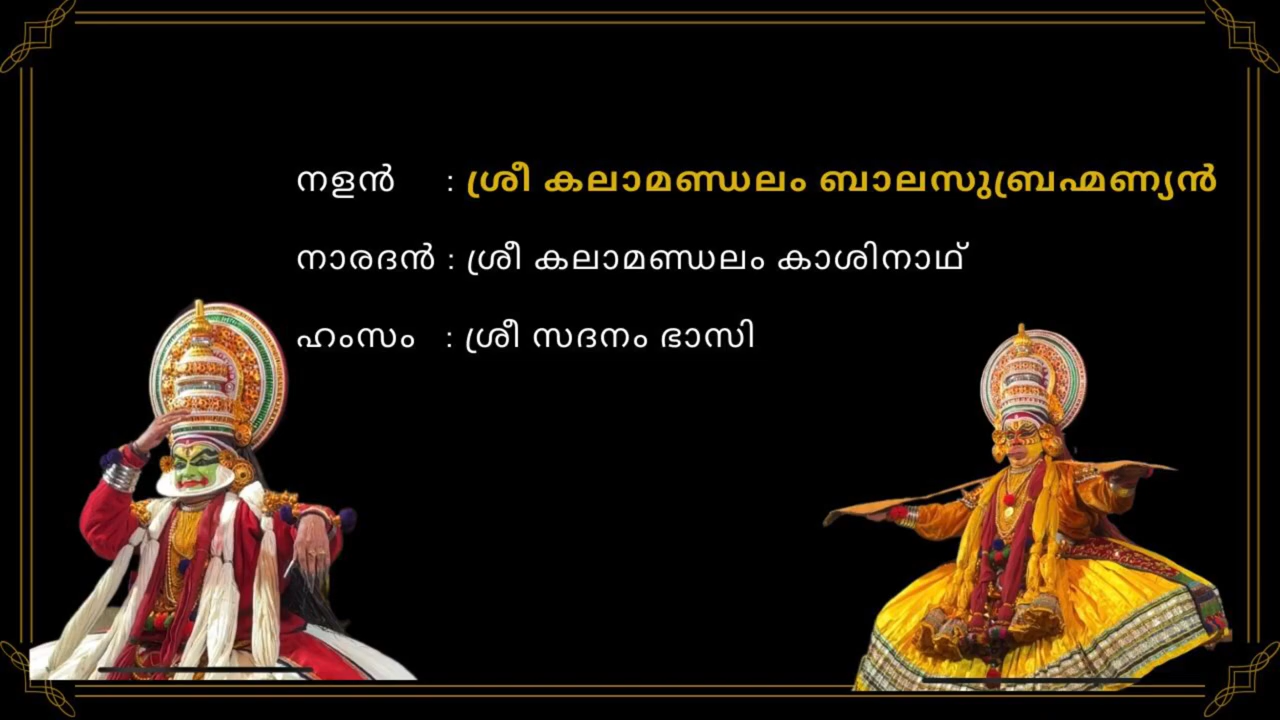 നളൻ : ശ്രീ കലാമണ്ഡലം ബാലസുബ്രഹ്മണ്യൻ
നാരദൻ : ശ്രീ കലാമണ്ഡലം കാശിനാഥ്
ഹംസം : ശ്രീ സദനം ഭാസി